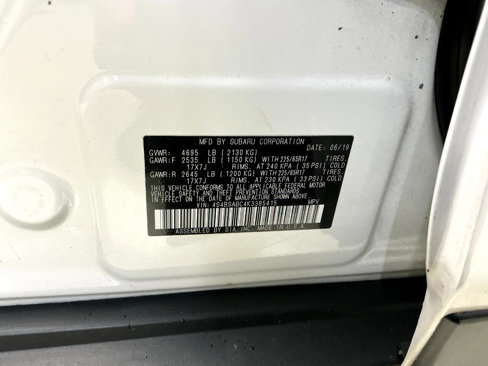 MFD BY SUBARU CORPORATION DATE: 06/19
GVWR: 4695 LB (2130 KG)
GAWR:F 2535 LB (1150 KG) WITH 225/65R17 TIRES.
17X7J RIMS. AT 240 KPA (35 PSI) COLD
GAWR:R 2645 LB (1200 KG) WITH 225/65R17 TIRES.
17X7J RIMS. AT 230 KPA (33 PSI) COLD
THIS VEHICLE CONFORMS TO ALL APPLICABLE FEDERAL MOTOR
VEHICLE SAFETY AND THEFT PREVENTION STANDARDS
IN EFFECT ON THE DATE OF MANUFACTURE SHOWN ABOVE
VIN: 4S4BSABC4K3385415 MPV
ASSEMBLED BY S.I.A. INC. MADE IN U.S.A.